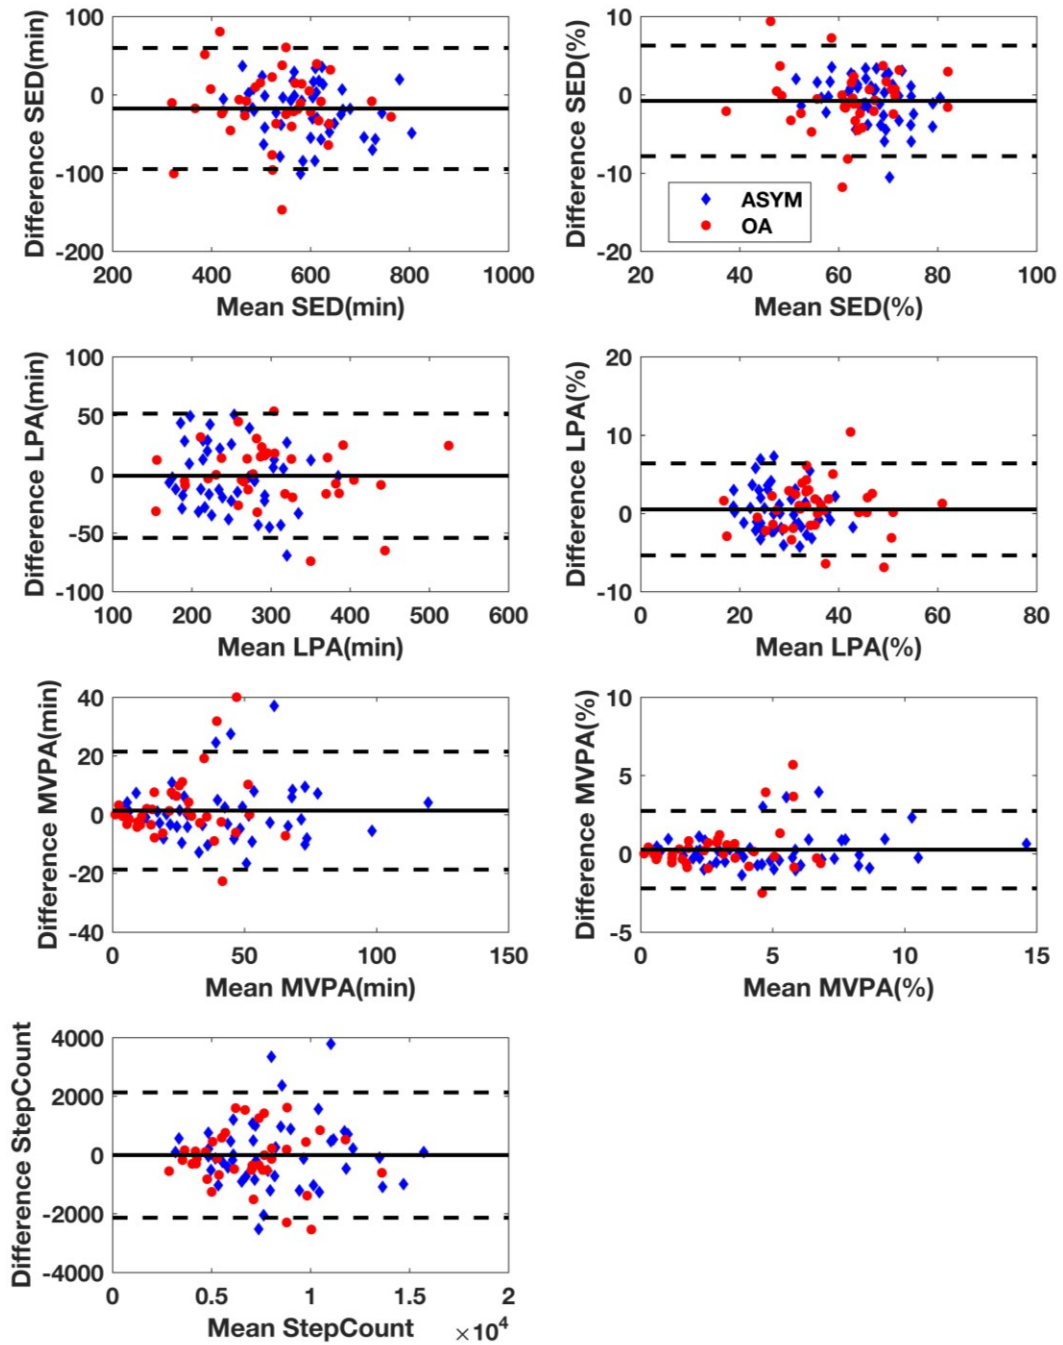 100
0
-100
-200
Difference SED(min)
200 400 600 800 1000
Mean SED(min)
10
0
-10
-20
Difference SED(%)
ASYM
OA
20 40 60 80 100
Mean SED(%)
100
50
0
-50
-100
Difference LPA(min)
100 200 300 400 500 600
Mean LPA(min)
20
10
0
-10
Difference LPA(%)
0 20 40 60 80
Mean LPA(%)
40
20
0
-20
-40
Difference MVPA(min)
0 50 100 150
Mean MVPA(min)
10
5
0
-5
Difference MVPA(%)
0 5 10 15
Mean MVPA(%)
4000
2000
0
-2000
-4000
Difference StepCount
0 0.5 1 1.5 2
Mean StepCount ×10⁴